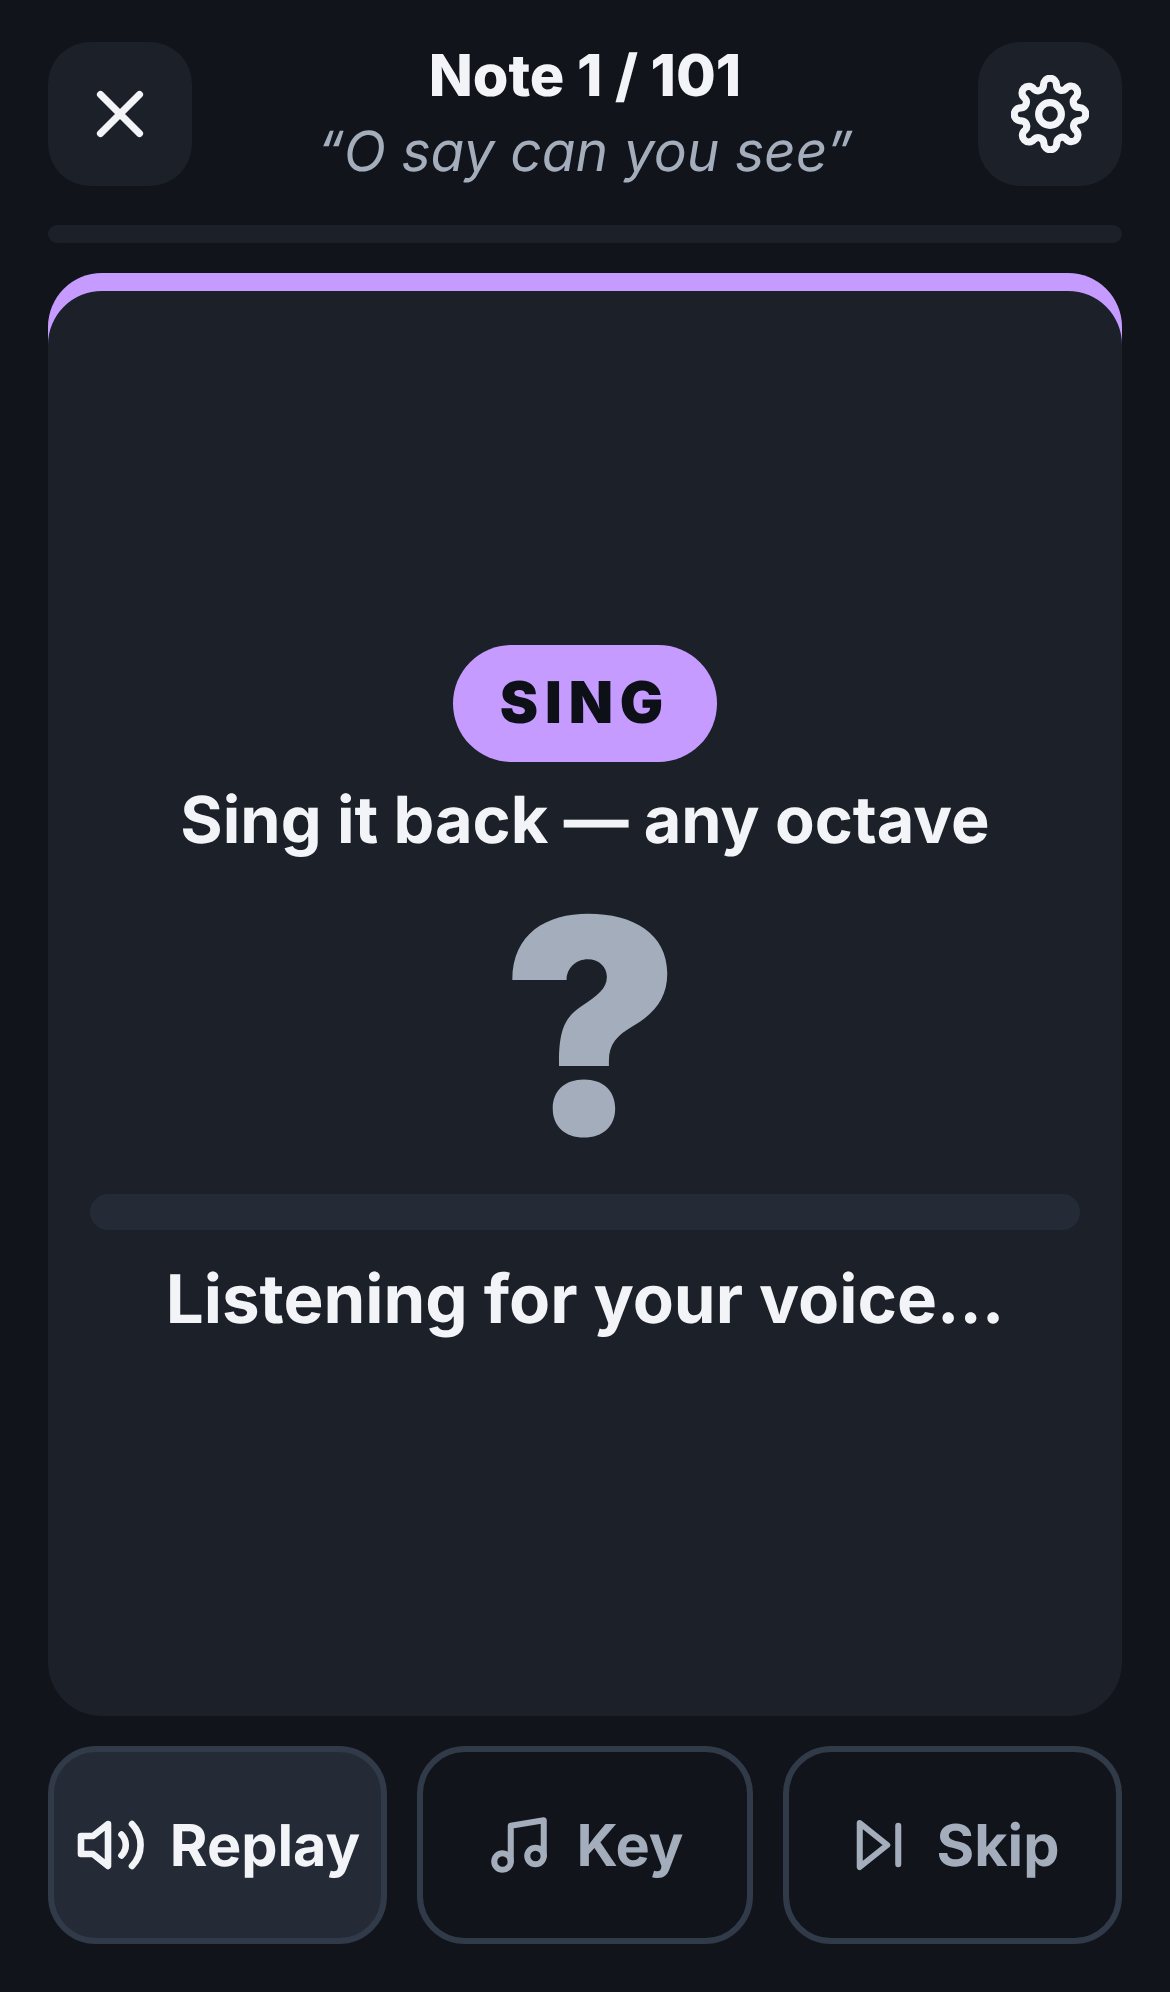 Note 1 / 101
“O say can you see”
SING
Sing it back — any octave
?
Listening for your voice...
Replay
Key
Skip